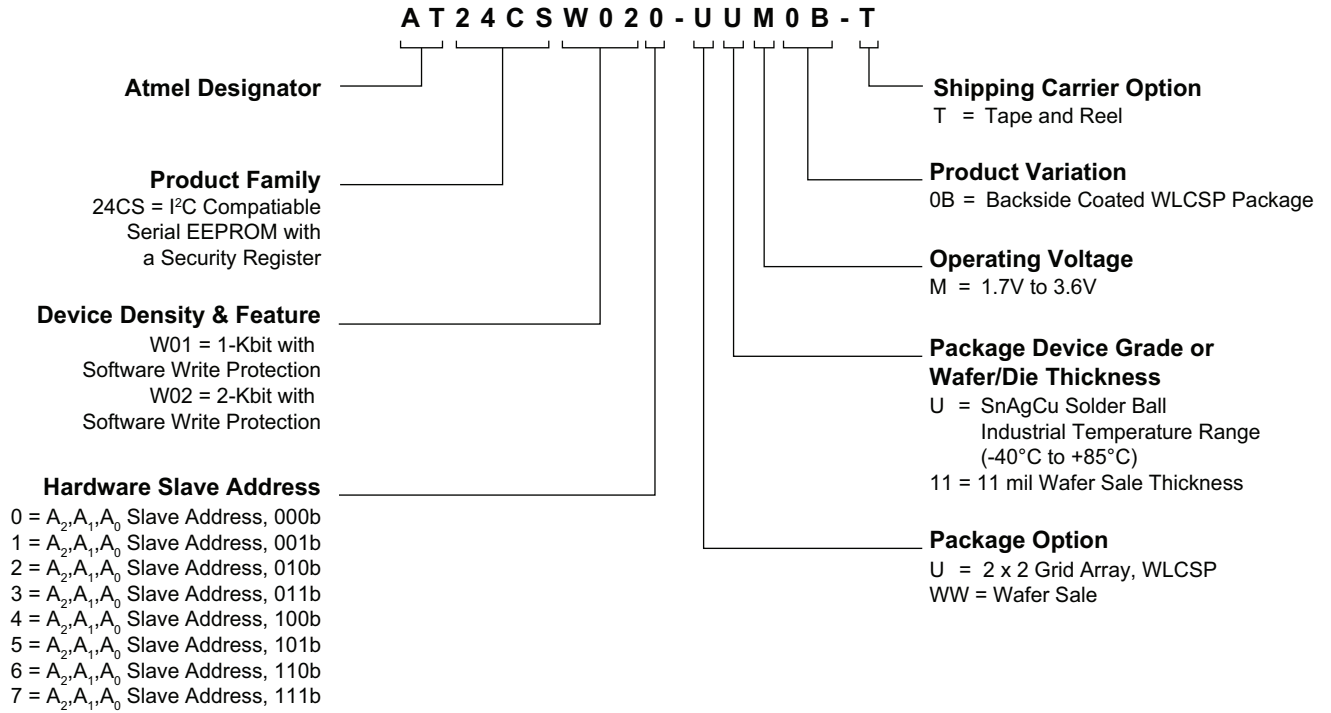 AT24CSW020-UUM0B-T
Atmel Designator
Product Family
24CS = I²C Compatiable
Serial EEPROM with
a Security Register
Device Density & Feature
W01 = 1-Kbit with
Software Write Protection
W02 = 2-Kbit with
Software Write Protection
Hardware Slave Address
0 = A₂,A₁,A₀ Slave Address, 000b
1 = A₂,A₁,A₀ Slave Address, 001b
2 = A₂,A₁,A₀ Slave Address, 010b
3 = A₂,A₁,A₀ Slave Address, 011b
4 = A₂,A₁,A₀ Slave Address, 100b
5 = A₂,A₁,A₀ Slave Address, 101b
6 = A₂,A₁,A₀ Slave Address, 110b
7 = A₂,A₁,A₀ Slave Address, 111b
Shipping Carrier Option
T = Tape and Reel
Product Variation
0B = Backside Coated WLCSP Package
Operating Voltage
M = 1.7V to 3.6V
Package Device Grade or
Wafer/Die Thickness
U = SnAgCu Solder Ball
Industrial Temperature Range
(-40°C to +85°C)
11 = 11 mil Wafer Sale Thickness
Package Option
U = 2 x 2 Grid Array, WLCSP
WW = Wafer Sale